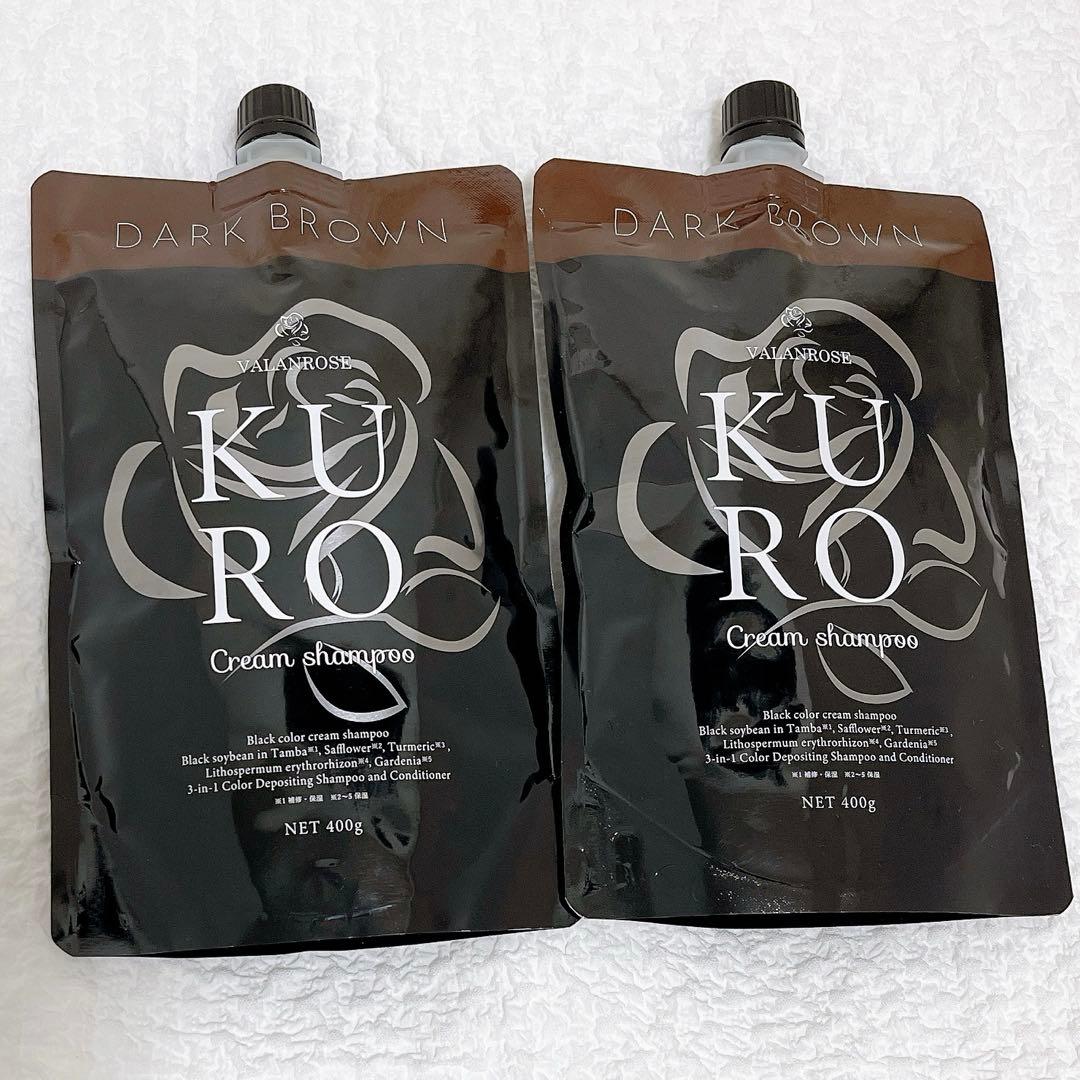 DARK BROWN
VALANROSE
KU
RO
Cream shampoo
Black color cream shampoo
Black soybean in Tamba※1, Safflower※2, Turmeric※3,
Lithospermum erythrorhizon※4, Gardenia※5
3-in-1 Color Depositing Shampoo and Conditioner
※1 補修・保湿 ※2～5 保湿
NET 400g
DARK BROWN
VALANROSE
KU
RO
Cream shampoo
Black color cream shampoo
Black soybean in Tamba※1, Safflower※2, Turmeric※3,
Lithospermum erythrorhizon※4, Gardenia※5
3-in-1 Color Depositing Shampoo and Conditioner
※1 補修・保湿 ※2～5 保湿
NET 400g